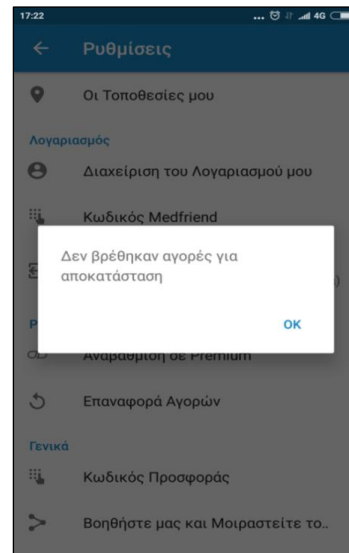 17:22
... 4G
Ρυθμίσεις
Οι Τοποθεσίες μου
Λογαριασμός
Διαχείριση του Λογαριασμού μου
Κωδικός Medfriend
Δεν βρέθηκαν αγορές για
αποκατάσταση
OK
Αναβάθμιση σε Premium
Επαναφορά Αγορών
Γενικά
Κωδικός Προσφοράς
Βοηθήστε μας και Μοιραστείτε το..